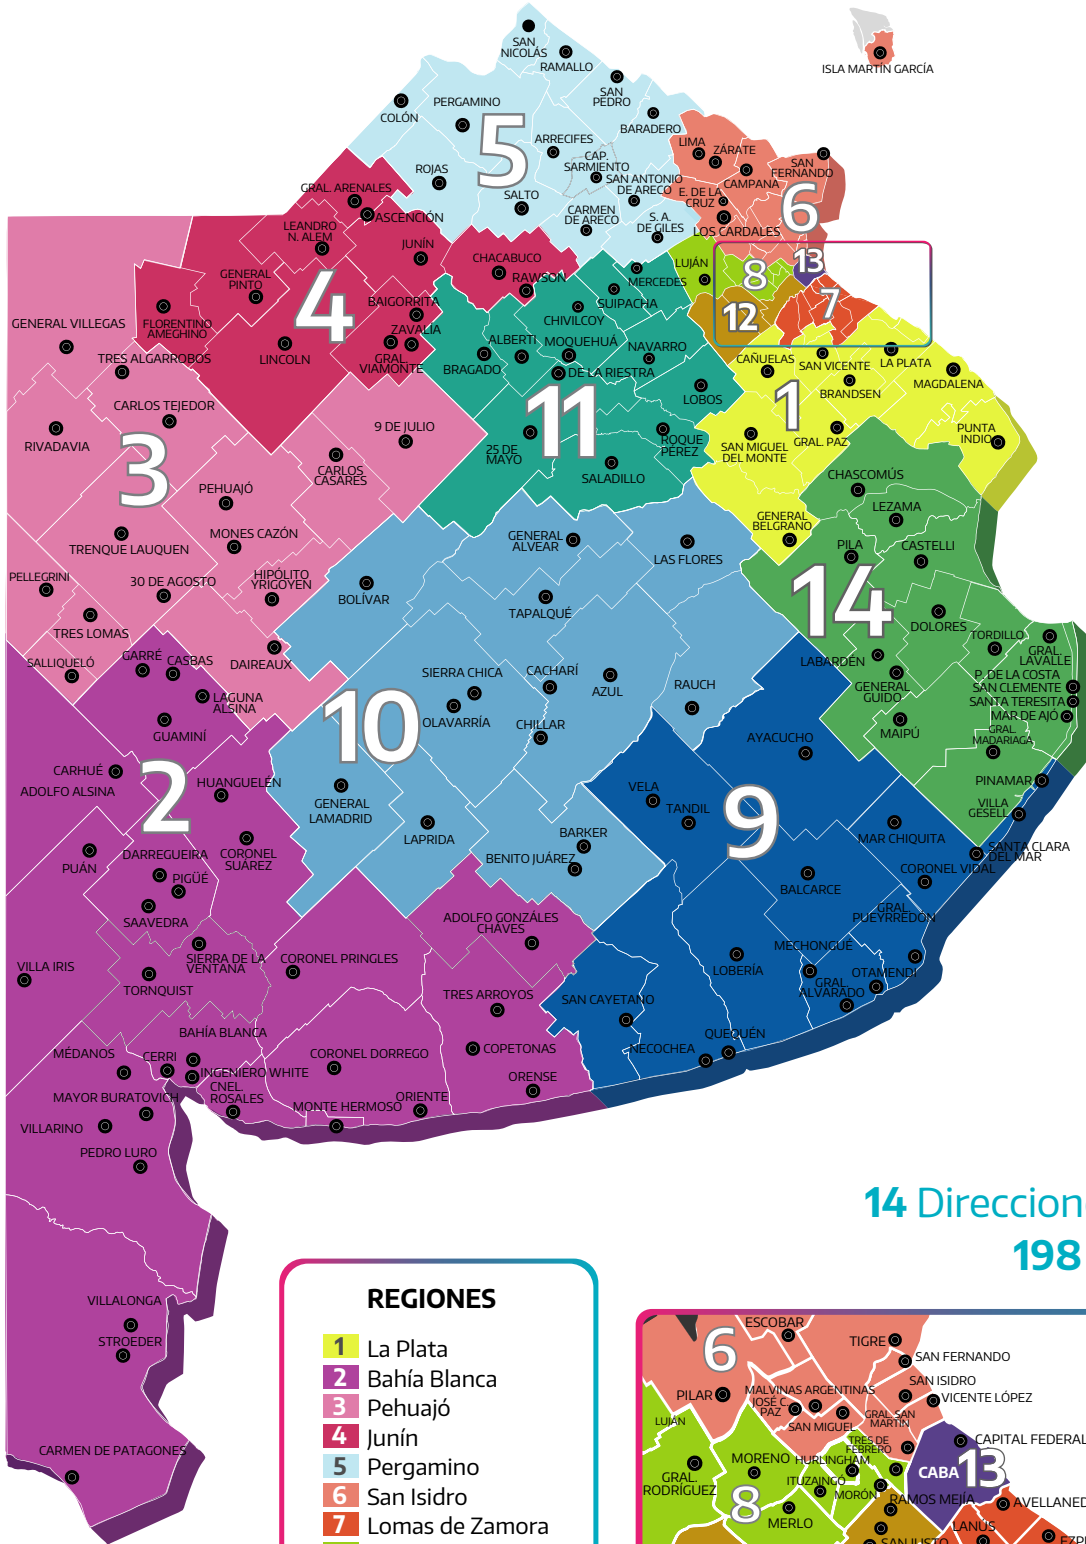 SAN
NICOLÁS
RAMALLO
ISLA MARTÍN GARCÍA
SAN
PEDRO
COLÓN
PERGAMINO
BARADERO
5
ARRECIFES
CAP.
SARMIENTO
LIMA
ZÁRATE
SAN
FERNANDO
ROJAS
SAN ANTONIO
DE ARECO
CAMPANA
E. DE LA
CRUZ
6
GRAL. ARENALES
SALTO
CARMEN
DE ARECO
S. A.
DE GILES
LOS CARDALES
ASCENCIÓN
LEANDRO
N. ALEM
JUNÍN
CHACABUCO
RAWSON
MERCEDES
LUJÁN
8
13
GENERAL
PINTO
4
SUIPACHA
BAIGORRITA
CHIVILCOY
12
7
GENERAL VILLEGAS
FLORENTINO
AMEGHINO
ZAVALÍA
ALBERTI
MOQUEHUÁ
NAVARRO
TRES ALGARROBOS
LINCOLN
GRAL.
VIAMONTE
BRAGADO
DE LA RIESTRA
CAÑUELAS
SAN VICENTE
LA PLATA
BRANDSEN
MAGDALENA
LOBOS
1
CARLOS TEJEDOR
11
RIVADAVIA
9 DE JULIO
25 DE
MAYO
ROQUE
PÉREZ
SAN MIGUEL
DEL MONTE
GRAL. PAZ
PUNTA
INDIO
3
CARLOS
CASARES
SALADILLO
CHASCOMÚS
PEHUAJÓ
LEZAMA
TRENQUE LAUQUEN
MONES CAZÓN
GENERAL
ALVEAR
LAS FLORES
GENERAL
BELGRANO
PILA
CASTELLI
PELLEGRINI
30 DE AGOSTO
HIPÓLITO
YRIGOYEN
BOLÍVAR
TAPALQUÉ
14
TRES LOMAS
DOLORES
TORDILLO
GRAL.
LAVALLE
SALLIQUELÓ
GARRÉ
CASBAS
DAIREAUX
SIERRA CHICA
CACHARÍ
AZUL
RAUCH
LABARDÉN
GENERAL
GUIDO
P. DE LA COSTA
SAN CLEMENTE
SANTA TERESITA
MAR DE AJÓ
LAGUNA
ALSINA
GUAMINÍ
10
OLAVARRÍA
CHILLAR
MAIPÚ
GRAL.
MADARIAGA
CARHUÉ
ADOLFO ALSINA
2
HUANGUELÉN
GENERAL
LAMADRID
AYACUCHO
VELA
TANDIL
9
PINAMAR
VILLA
GESELL
LAPRIDA
BARKER
BENITO JUÁREZ
MAR CHIQUITA
SANTA CLARA
DEL MAR
PUÁN
DARREGUEIRA
PIGÜÉ
CORONEL
SUÁREZ
BALCARCE
CORONEL VIDAL
SAAVEDRA
ADOLFO GONZÁLES
CHAVES
GRAL.
PUEYRREDÓN
VILLA IRIS
SIERRA DE LA
VENTANA
TORNQUIST
CORONEL PRINGLES
LOBERÍA
MECHONGUÉ
OTAMENDI
GRAL.
ALVARADO
TRES ARROYOS
SAN CAYETANO
BAHÍA BLANCA
MÉDANOS
CERRI
INGENIERO WHITE
CORONEL DORREGO
COPETONAS
NECOCHEA
QUEQUÉN
CNEL.
ROSALES
ORENSE
MAYOR BURATOVICH
MONTE HERMOSO
ORIENTE
VILLARINO
PEDRO LURO
VILLALONGA
STROEDER
CARMEN DE PATAGONES
14 Direccion
198
REGIONES
1 La Plata
2 Bahía Blanca
3 Pehuajó
4 Junín
5 Pergamino
6 San Isidro
7 Lomas de Zamora
ESCOBAR
6
TIGRE
SAN FERNANDO
PILAR
MALVINAS ARGENTINAS
JOSÉ C.
PAZ
SAN ISIDRO
VICENTE LÓPEZ
LUJÁN
SAN MIGUEL
GRAL. SAN
MARTÍN
TRES DE
FEBRERO
CAPITAL FEDERAL
MORENO
HURLINGHAM
CABA
13
GRAL.
RODRÍGUEZ
ITUZAINGÓ
MORÓN
8
RAMOS MEJÍA
MERLO
LANÚS
SAN JUSTO